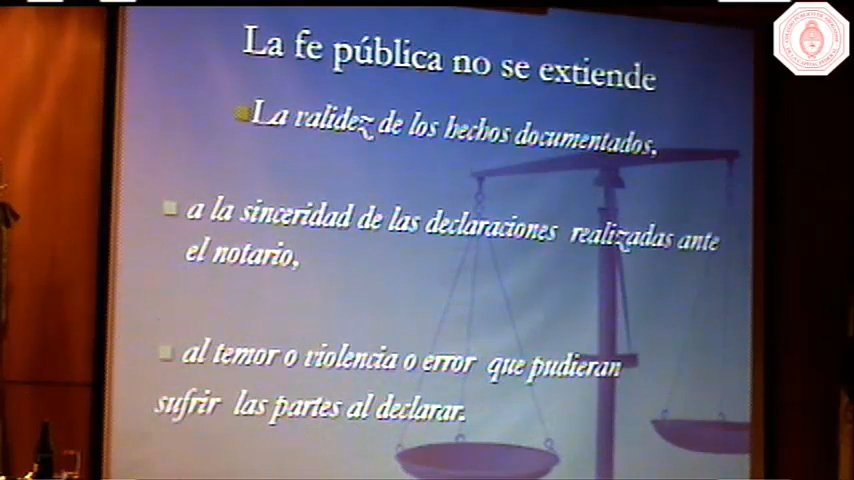 La fe pública no se extiende
La validez de los hechos documentados,
a la sinceridad de las declaraciones realizadas ante
el notario,
al temor o violencia o error que pudieran
sufrir las partes al declarar.